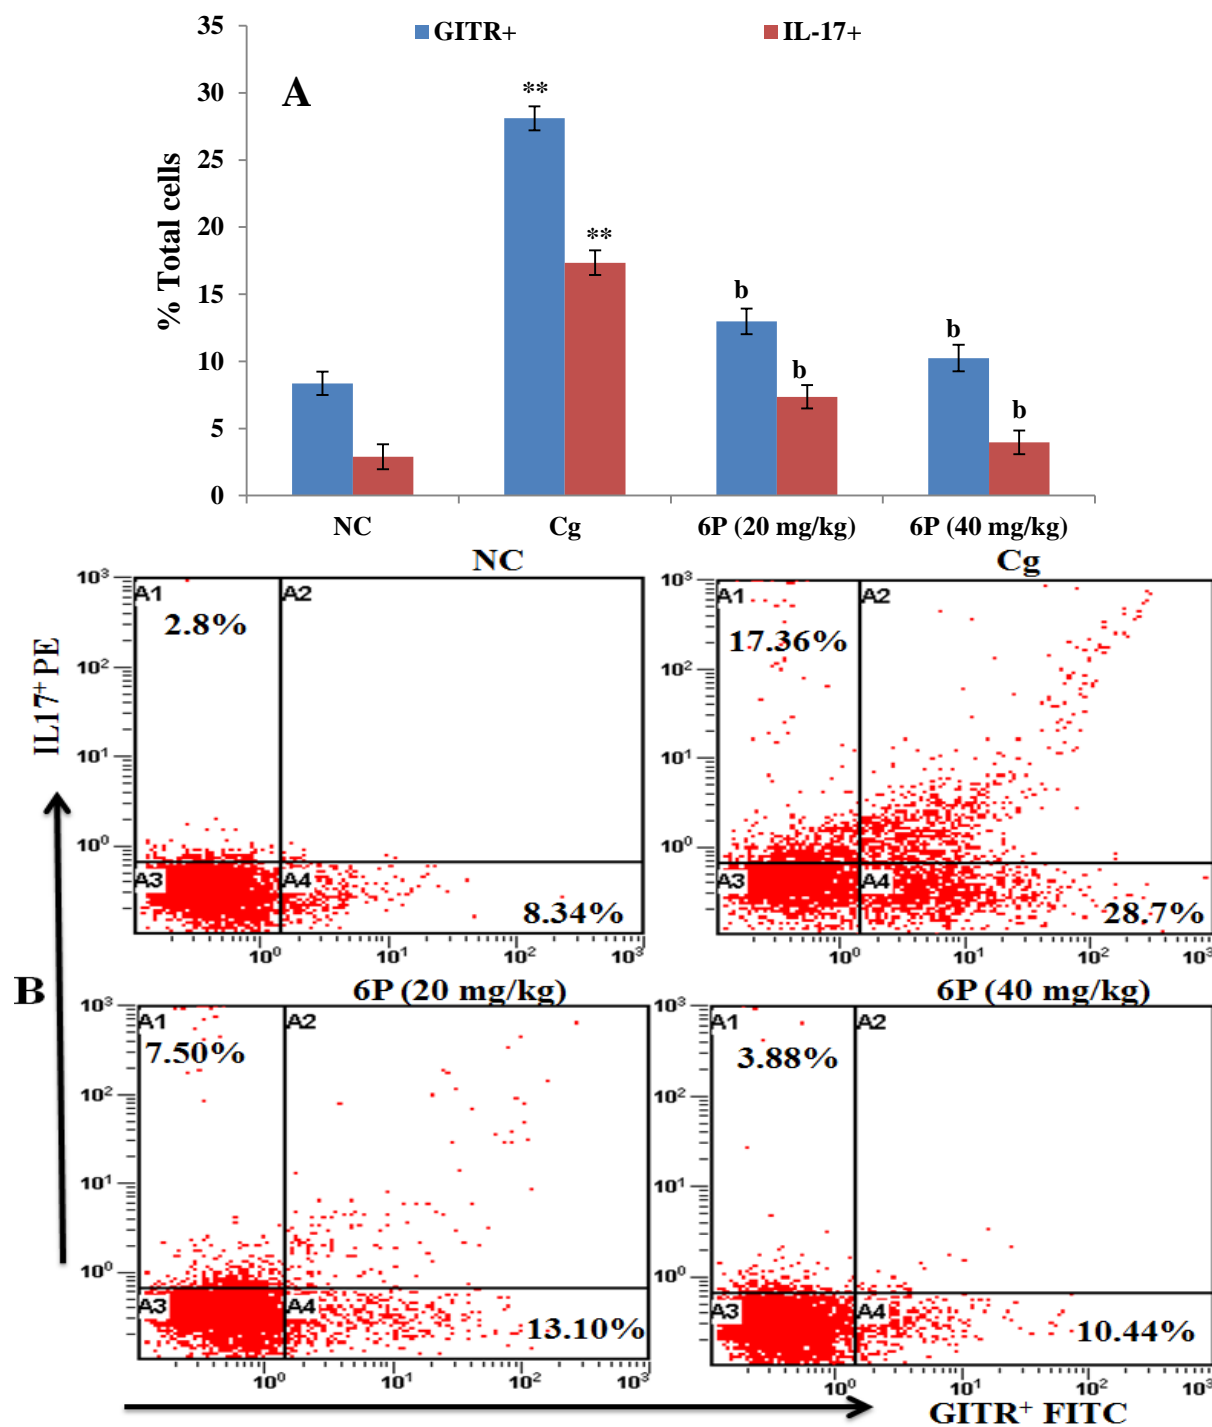 GITR+ IL-17+
A
% Total cells
35
30
25
20
15
10
5
0
**
**
b
b
b
b
NC Cg 6P (20 mg/kg) 6P (40 mg/kg)
B
IL17⁺ PE
NC
10³
10²
10¹
10⁰
A1 A2
2.8%
A3 A4
8.34%
10⁰ 10¹ 10² 10³
Cg
10³
10²
10¹
10⁰
A1 A2
17.36%
A3 A4
28.7%
10⁰ 10¹ 10² 10³
6P (20 mg/kg)
10³
10²
10¹
10⁰
A1 A2
7.50%
A3 A4
13.10%
10⁰ 10¹ 10² 10³
6P (40 mg/kg)
10³
10²
10¹
10⁰
A1 A2
3.88%
A3 A4
10.44%
10⁰ 10¹ 10² 10³
GITR⁺ FITC